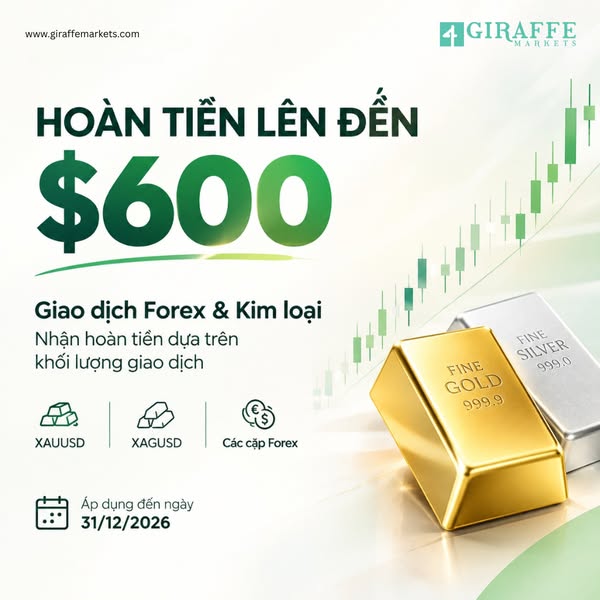 www.giraffemarkets.com
GIRAFFE
MARKETS
HOÀN TIỀN LÊN ĐẾN
$600
Giao dịch Forex & Kim loại
Nhận hoàn tiền dựa trên
khối lượng giao dịch
XAUUSD
XAGUSD
Các cặp Forex
FINE
GOLD
999.9
FINE
SILVER
999.0
Áp dụng đến ngày
31/12/2026